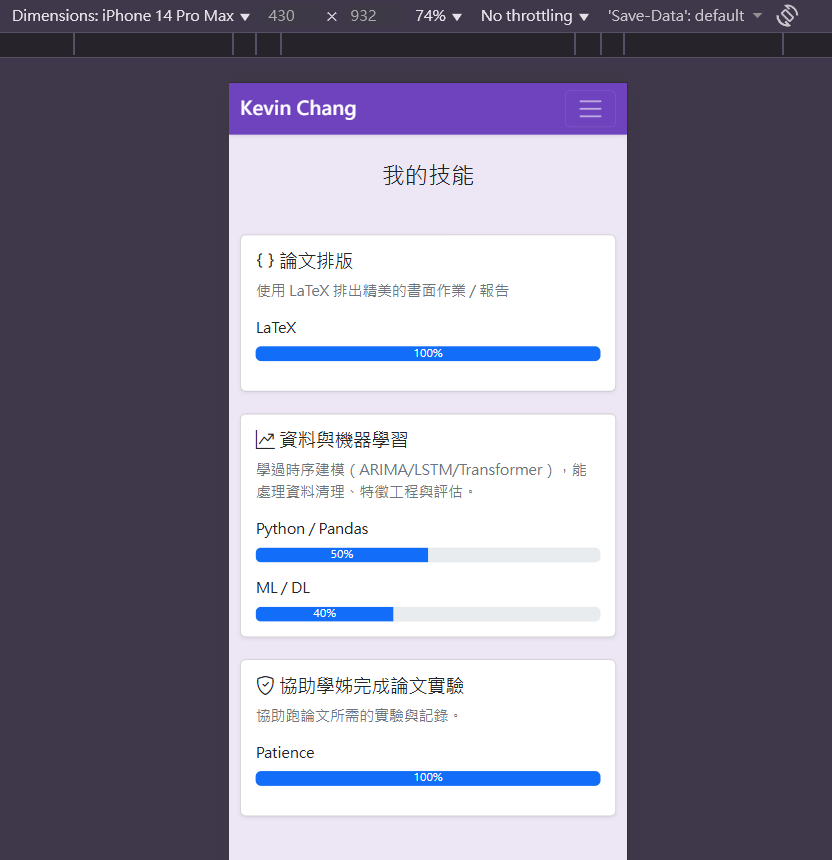 Dimensions: iPhone 14 Pro Max ▼ 430 × 932 74% ▼ No throttling ▼ 'Save-Data': default ▼
Kevin Chang
我的技能
{ } 論文排版
使用 LaTeX 排出精美的書面作業 / 報告
LaTeX
100%
資料與機器學習
學過時序建模（ARIMA/LSTM/Transformer），能
處理資料清理、特徵工程與評估。
Python / Pandas
50%
ML / DL
40%
協助學姊完成論文實驗
協助跑論文所需的實驗與記錄。
Patience
100%